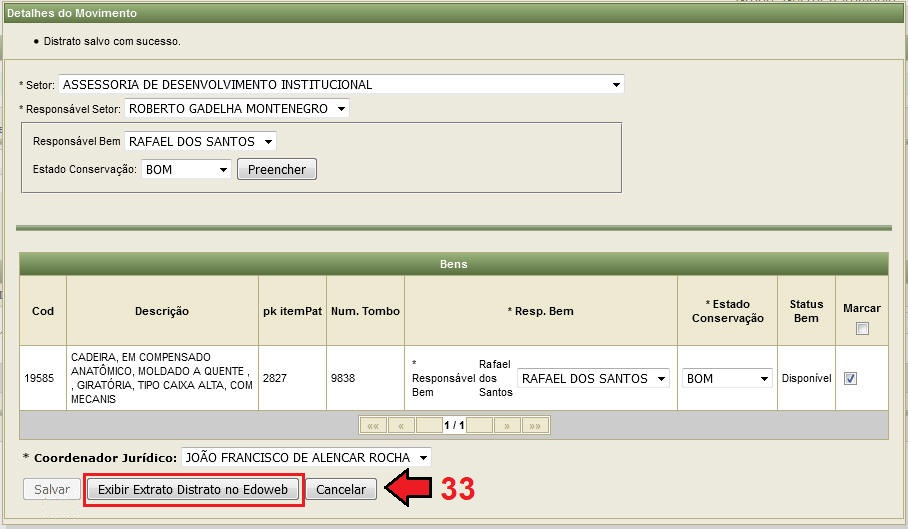 Detalhes do Movimento
• Distrato salvo com sucesso.
* Setor: ASSESSORIA DE DESENVOLVIMENTO INSTITUCIONAL
* Responsável Setor: ROBERTO GADELHA MONTENEGRO
Responsável Bem RAFAEL DOS SANTOS
Estado Conservação: BOM Preencher
Bens
Cod Descrição pk itemPat Num. Tombo * Resp. Bem * Estado Conservação Status Bem Marcar
19585
CADEIRA, EM COMPENSADO
ANATÔMICO, MOLDADO A QUENTE ,
, GIRATÓRIA, TIPO CAIXA ALTA, COM
MECANIS
2827
9838
*
Responsável
Bem
Rafael
dos
Santos
RAFAEL DOS SANTOS
BOM
Disponível
«« « 1 / 1 » »»
* Coordenador Jurídico: JOÃO FRANCISCO DE ALENCAR ROCHA
Salvar Exibir Extrato Distrato no Edoweb Cancelar 33